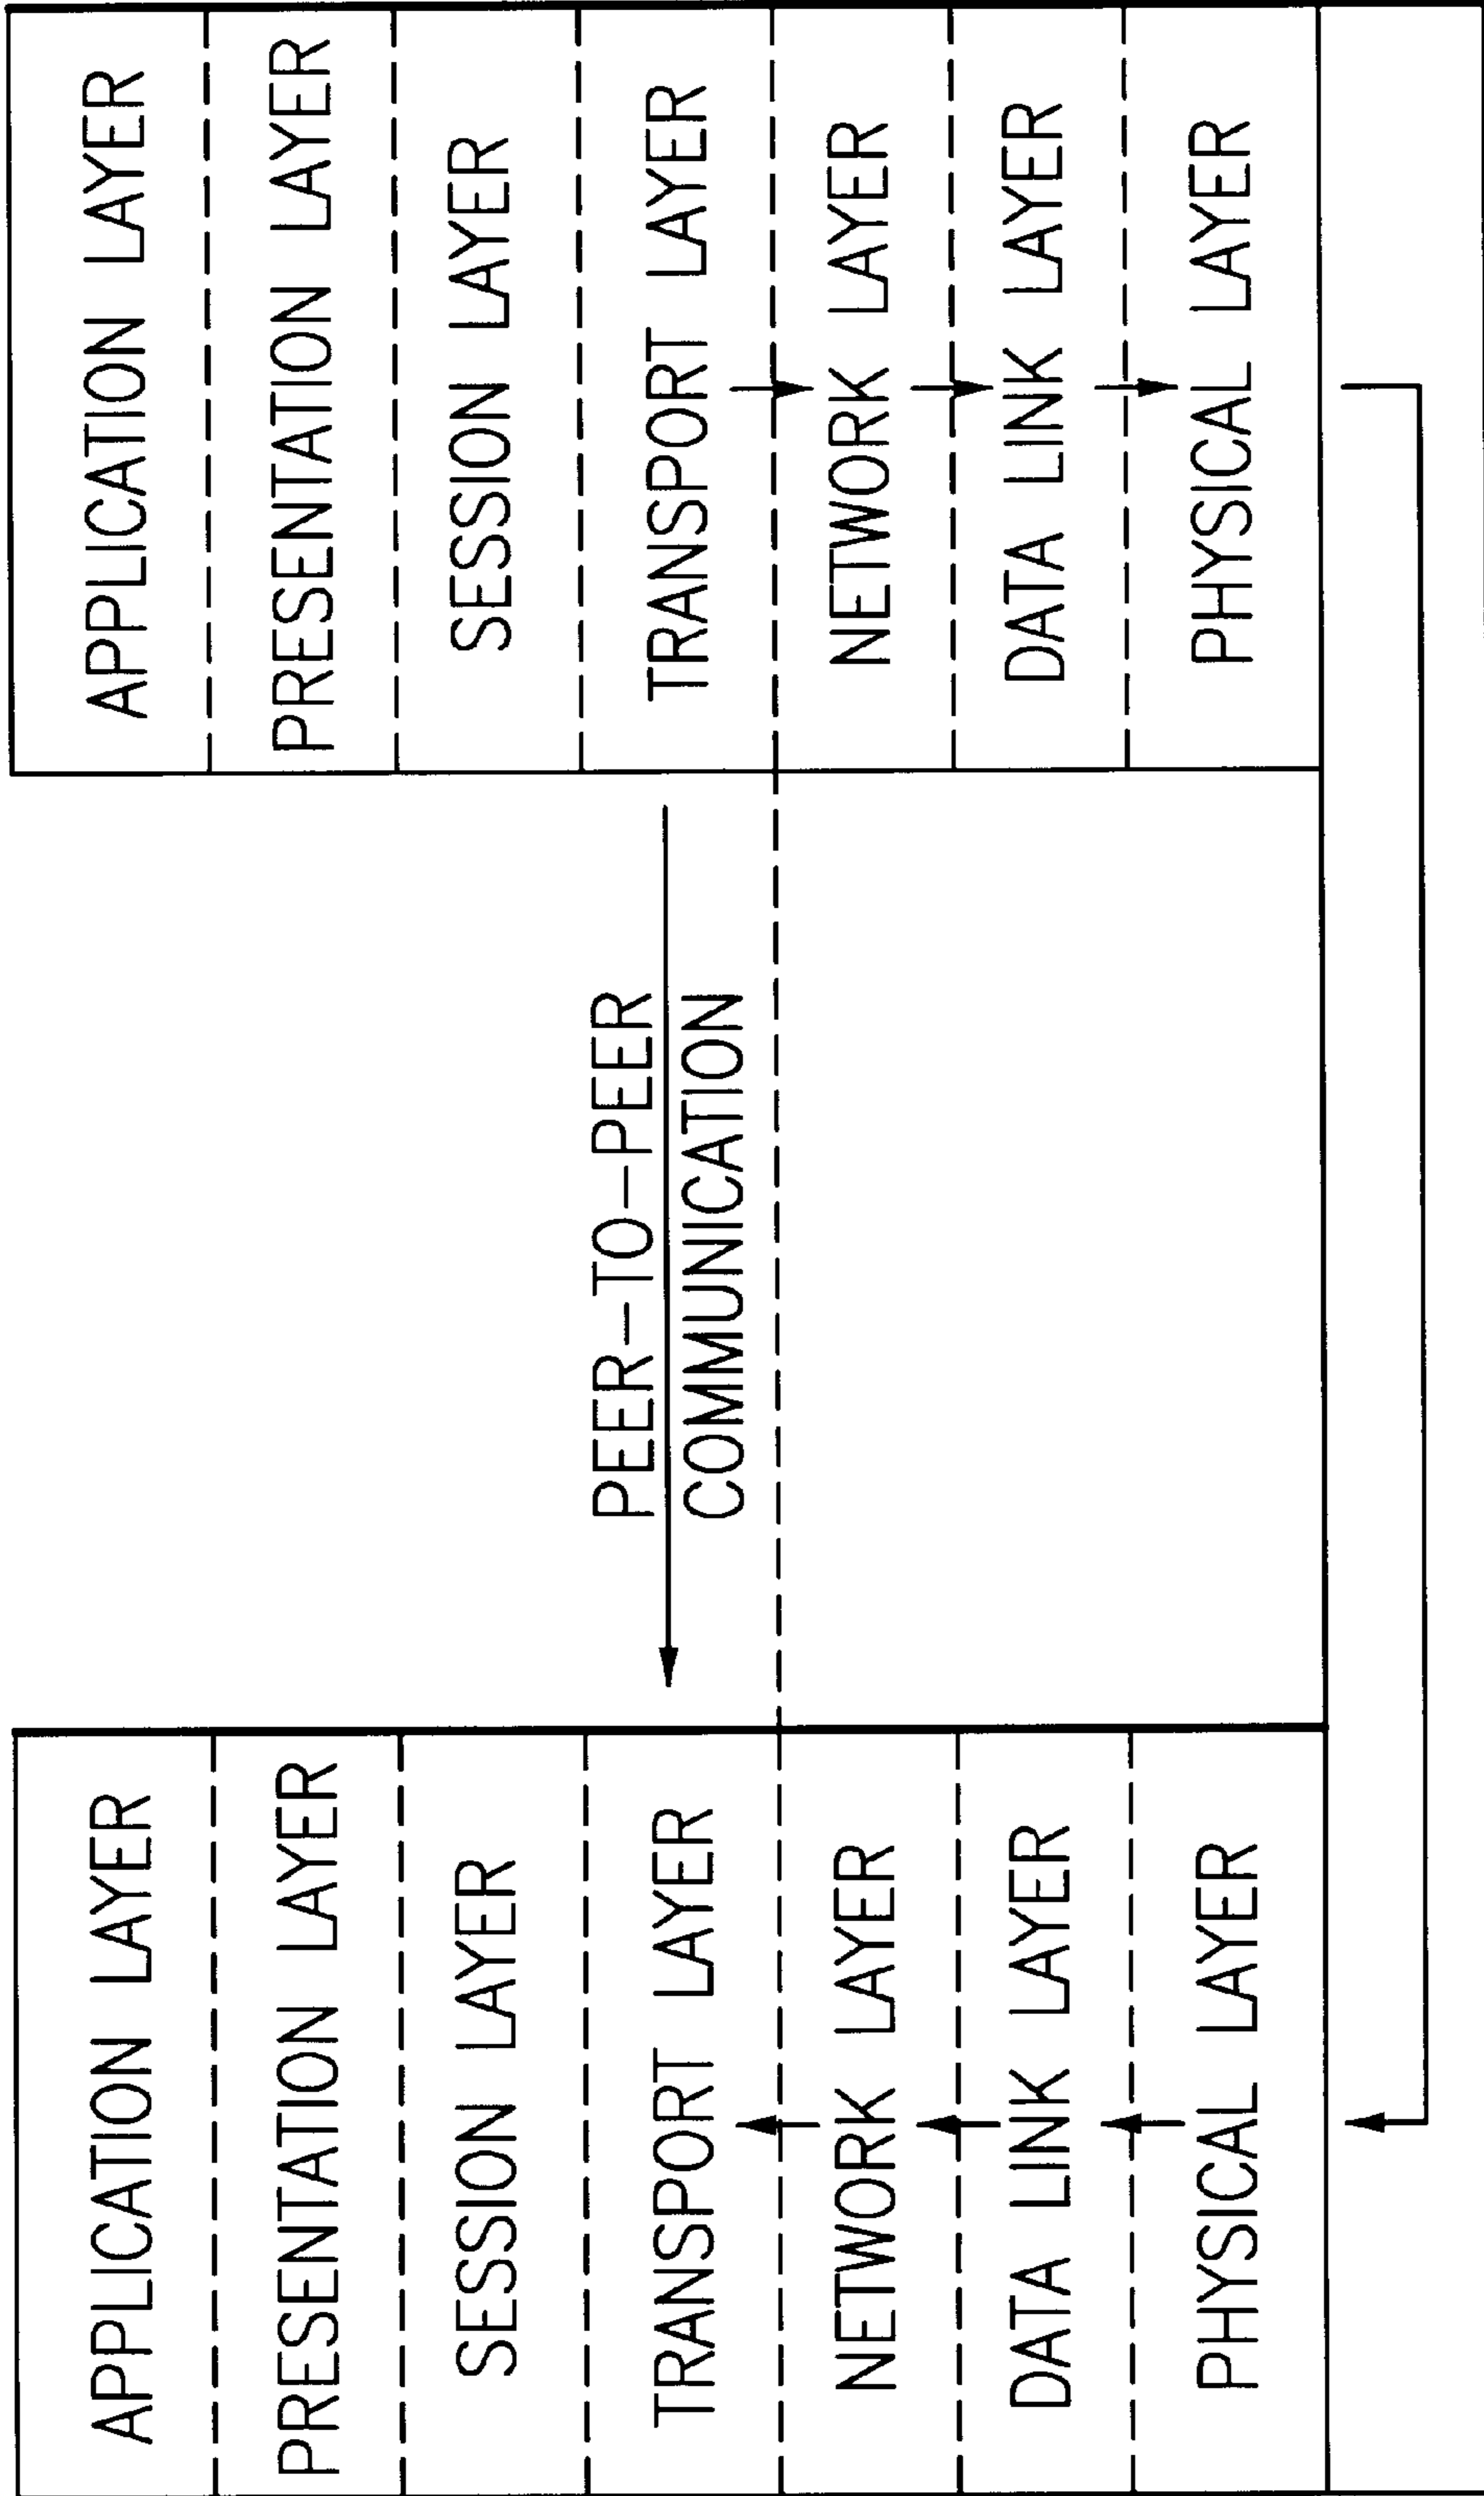 APPLICATION LAYER
PRESENTATION LAYER
SESSION LAYER
TRANSPORT LAYER
NETWORK LAYER
DATA LINK LAYER
PHYSICAL LAYER
PEER-TO-PEER
COMMUNICATION
APPLICATION LAYER
PRESENTATION LAYER
SESSION LAYER
TRANSPORT LAYER
NETWORK LAYER
DATA LINK LAYER
PHYSICAL LAYER